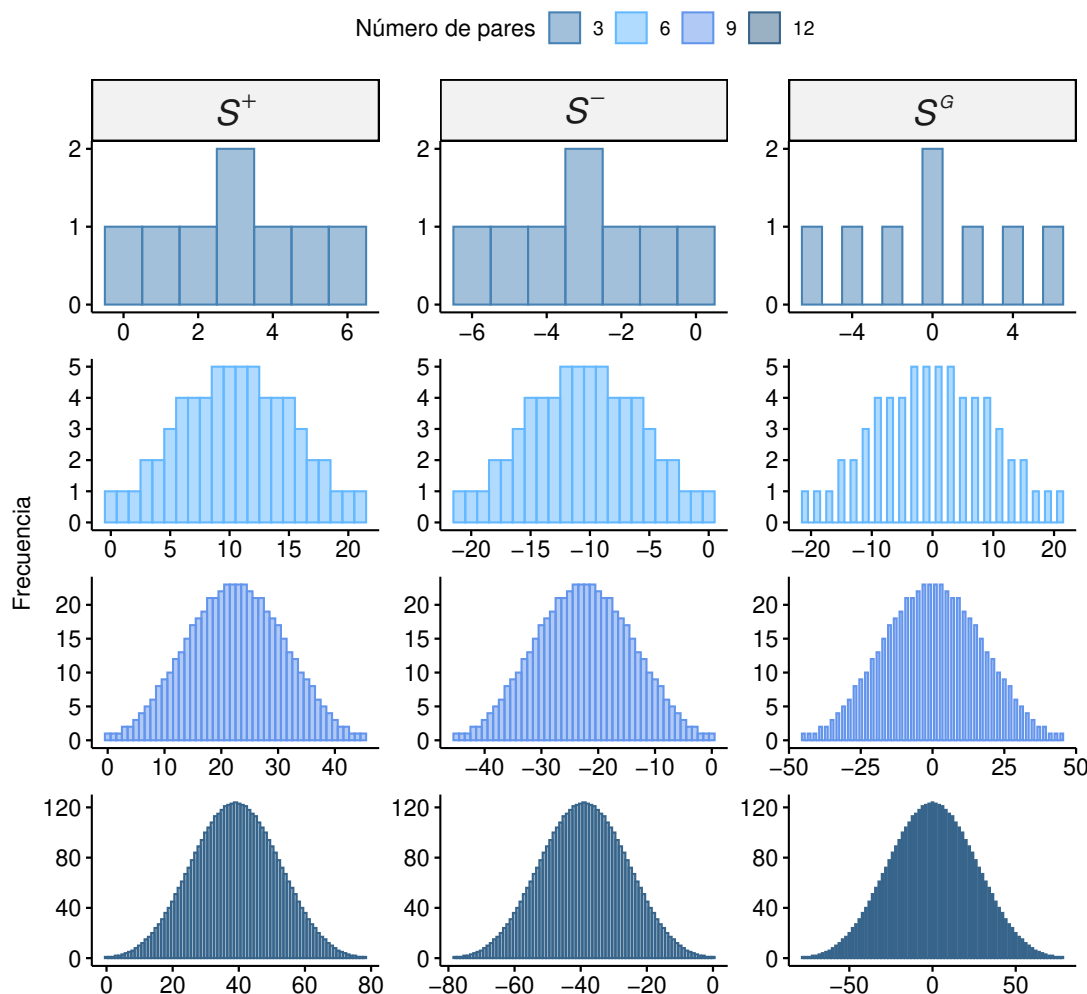 Número de pares 3 6 9 12
S⁺ S⁻ Sᴳ
Frecuencia
2 1 0
0 2 4 6
2 1 0
−6 −4 −2 0
2 1 0
−4 0 4
5 4 3 2 1 0
0 5 10 15 20
5 4 3 2 1 0
−20 −15 −10 −5 0
5 4 3 2 1 0
−20 −10 0 10 20
20 15 10 5 0
0 20 40
20 15 10 5 0
−40 −30 −20 −10 0
20 15 10 5 0
−50 −25 0 25 50
120 80 40 0
0 20 40 60 80
120 80 40 0
−80 −60 −40 −20 0
120 80 40 0
−50 0 50